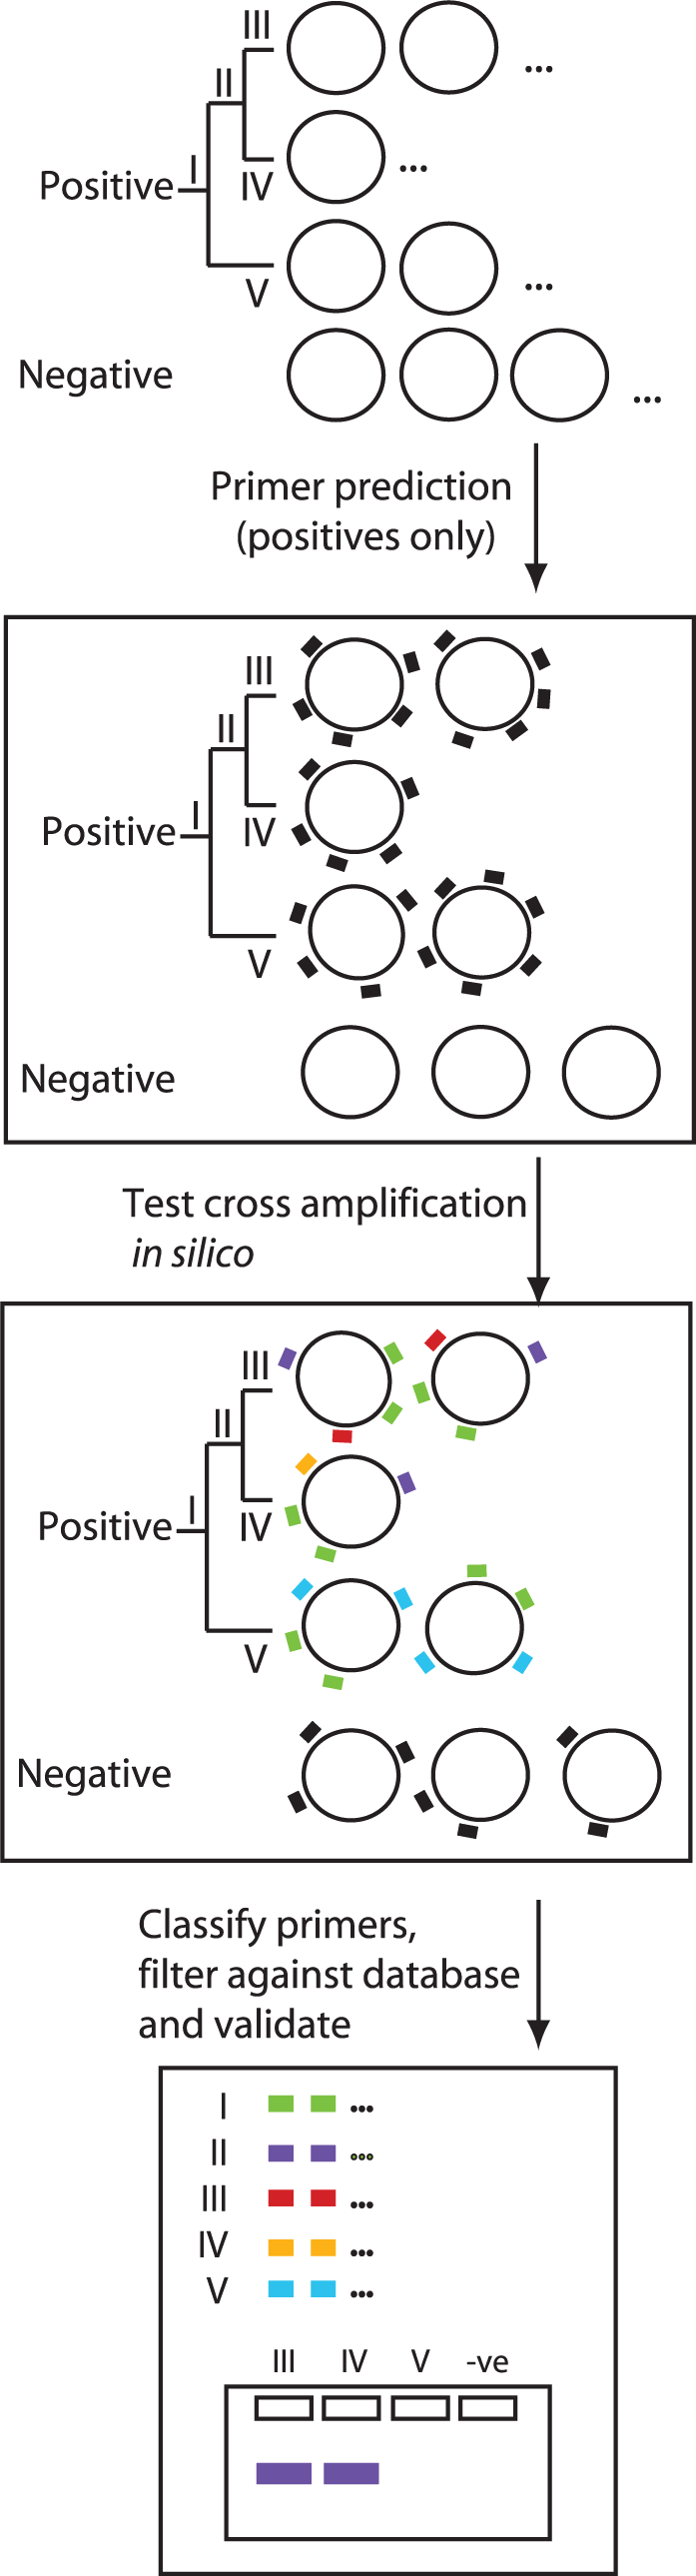 III
...
II
Positive I
IV
...
V
...
Negative
...
Primer prediction
(positives only)
III
II
Positive I
IV
V
Negative
Test cross amplification
in silico
III
II
Positive I
IV
V
Negative
Classify primers,
filter against database
and validate
I ...
II ...
III ...
IV ...
V ...
III IV V -ve